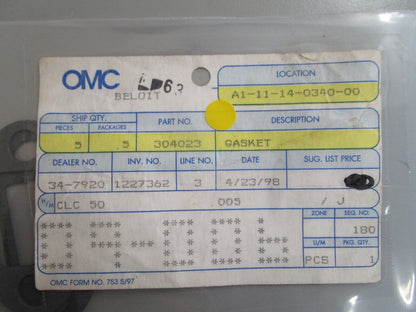 OMC
BELOIT
LOCATION
A1-11-14-0340-00
SHIP QTY.
PIECES PACKAGES PART NO. DESCRIPTION
5 5 304023 GASKET
DEALER NO. INV. NO. LINE NO. DATE SUG. LIST PRICE
34-7920 1227362 3 4/23/98
CLC 50 .005 / J
ZONE SEQ. NO.
180
U/M PKG. QTY.
PCS 1
OMC FORM NO. 753 5/97